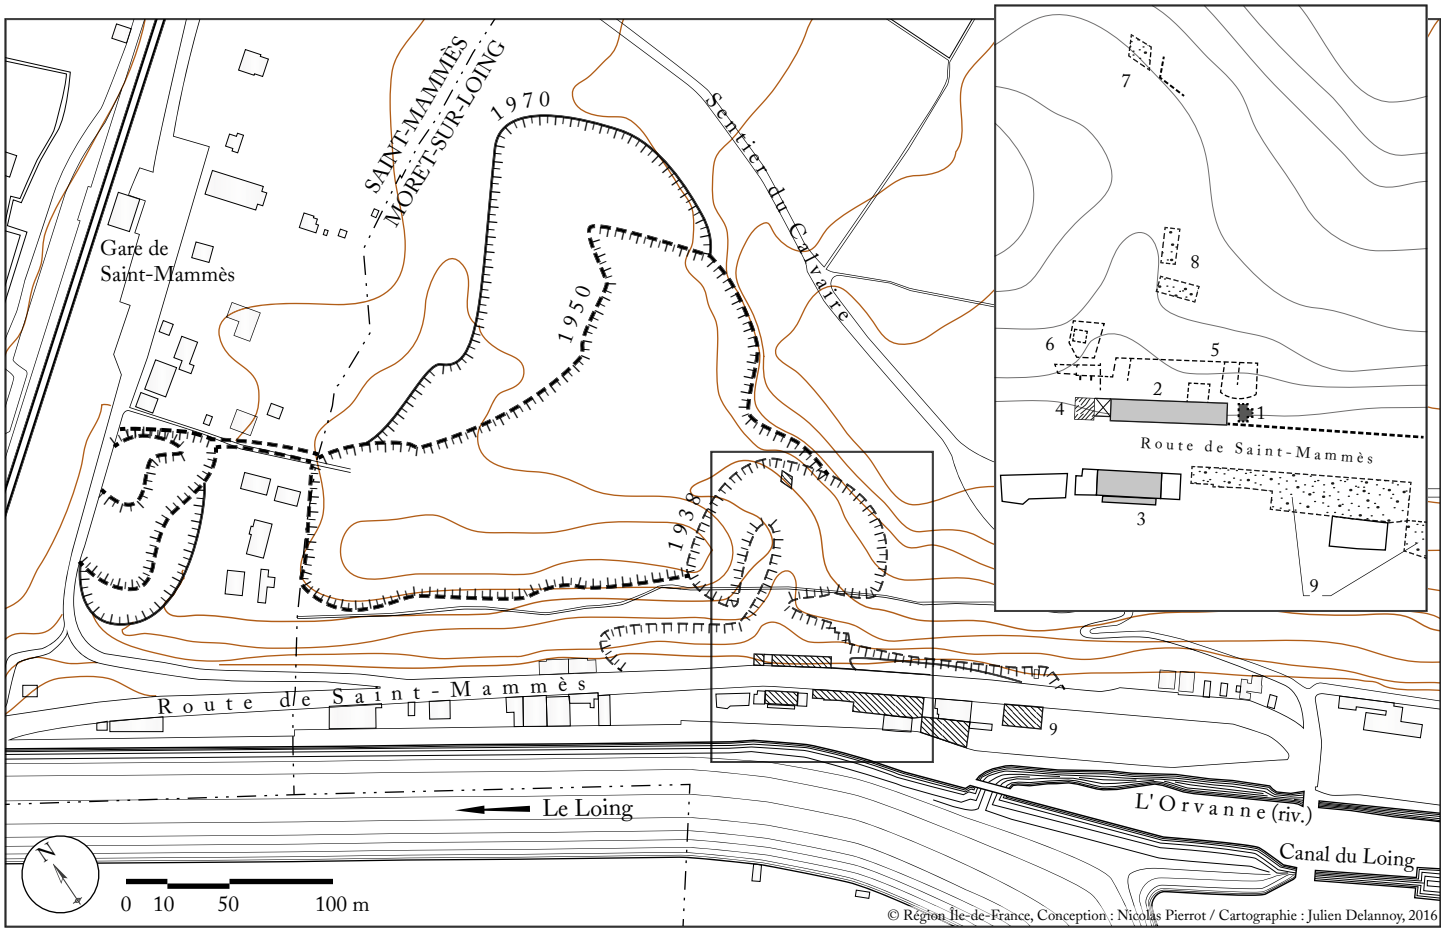 SAINT-MAMMÈS
MORET-SUR-LOING
1970
Sentier du Calvaire
Gare de
Saint-Mammès
1950
1938
7
8
6
5
2
4
1
Route de Saint-Mammès
3
9
Route de Saint-Mammès
9
Le Loing
L'Orvanne (riv.)
Canal du Loing
N
0 10 50 100 m
© Région Île-de-France, Conception : Nicolas Pierrot / Cartographie : Julien Delannoy, 2016